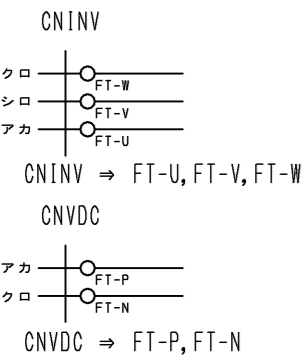 CNINV
クロ FT-W
シロ FT-V
アカ FT-U
CNINV ⇒ FT-U,FT-V,FT-W
CNVDC
アカ FT-P
クロ FT-N
CNVDC ⇒ FT-P,FT-N